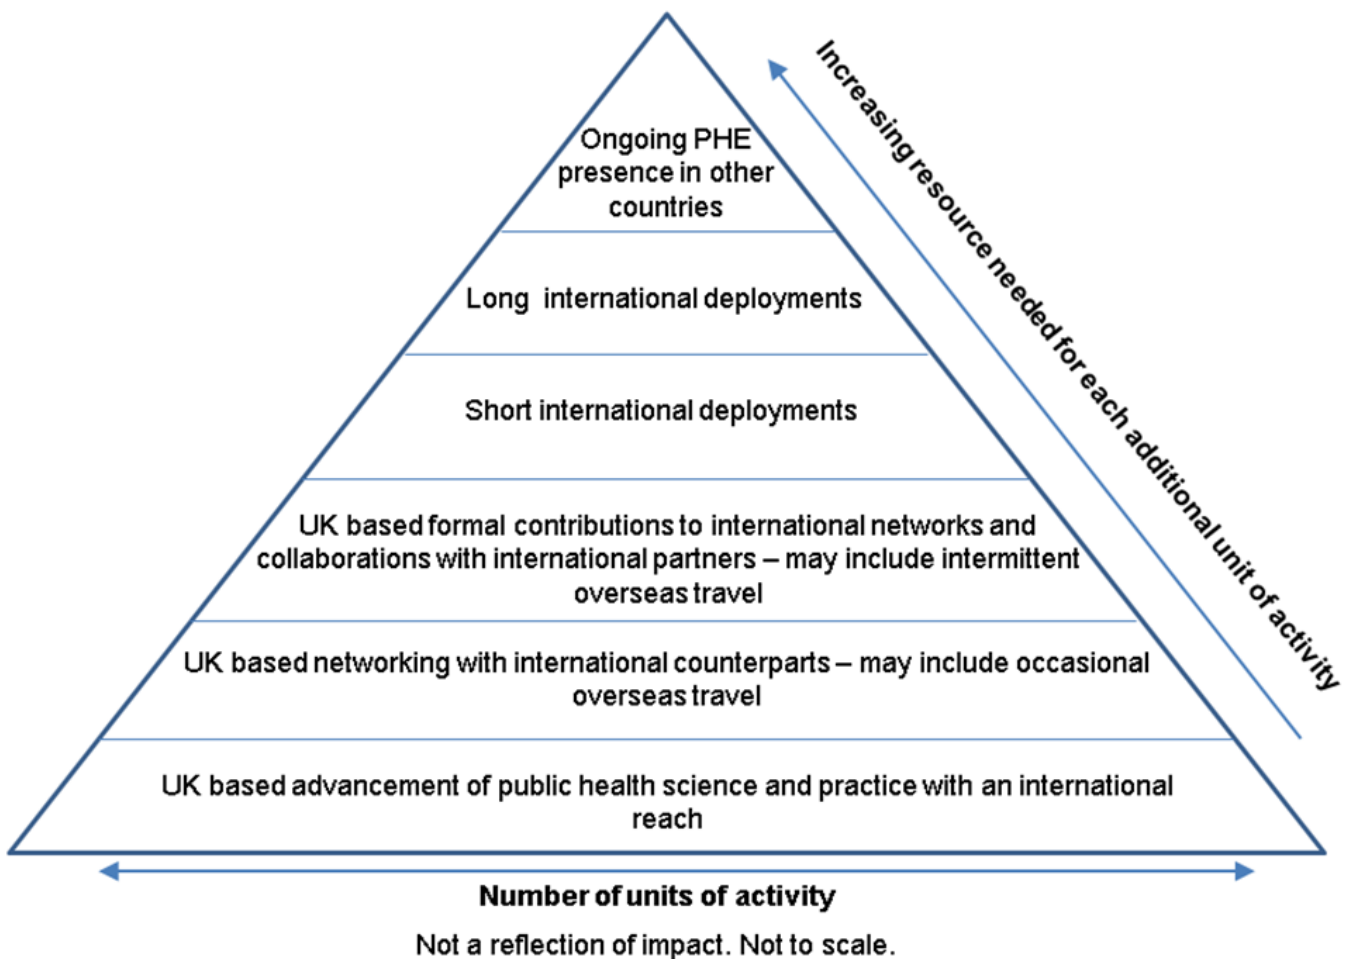 Ongoing PHE
presence in other
countries
Increasing resource needed for each additional unit of activity
Long international deployments
Short international deployments
UK based formal contributions to international networks and
collaborations with international partners – may include intermittent
overseas travel
UK based networking with international counterparts – may include occasional
overseas travel
UK based advancement of public health science and practice with an international
reach
Number of units of activity
Not a reflection of impact. Not to scale.